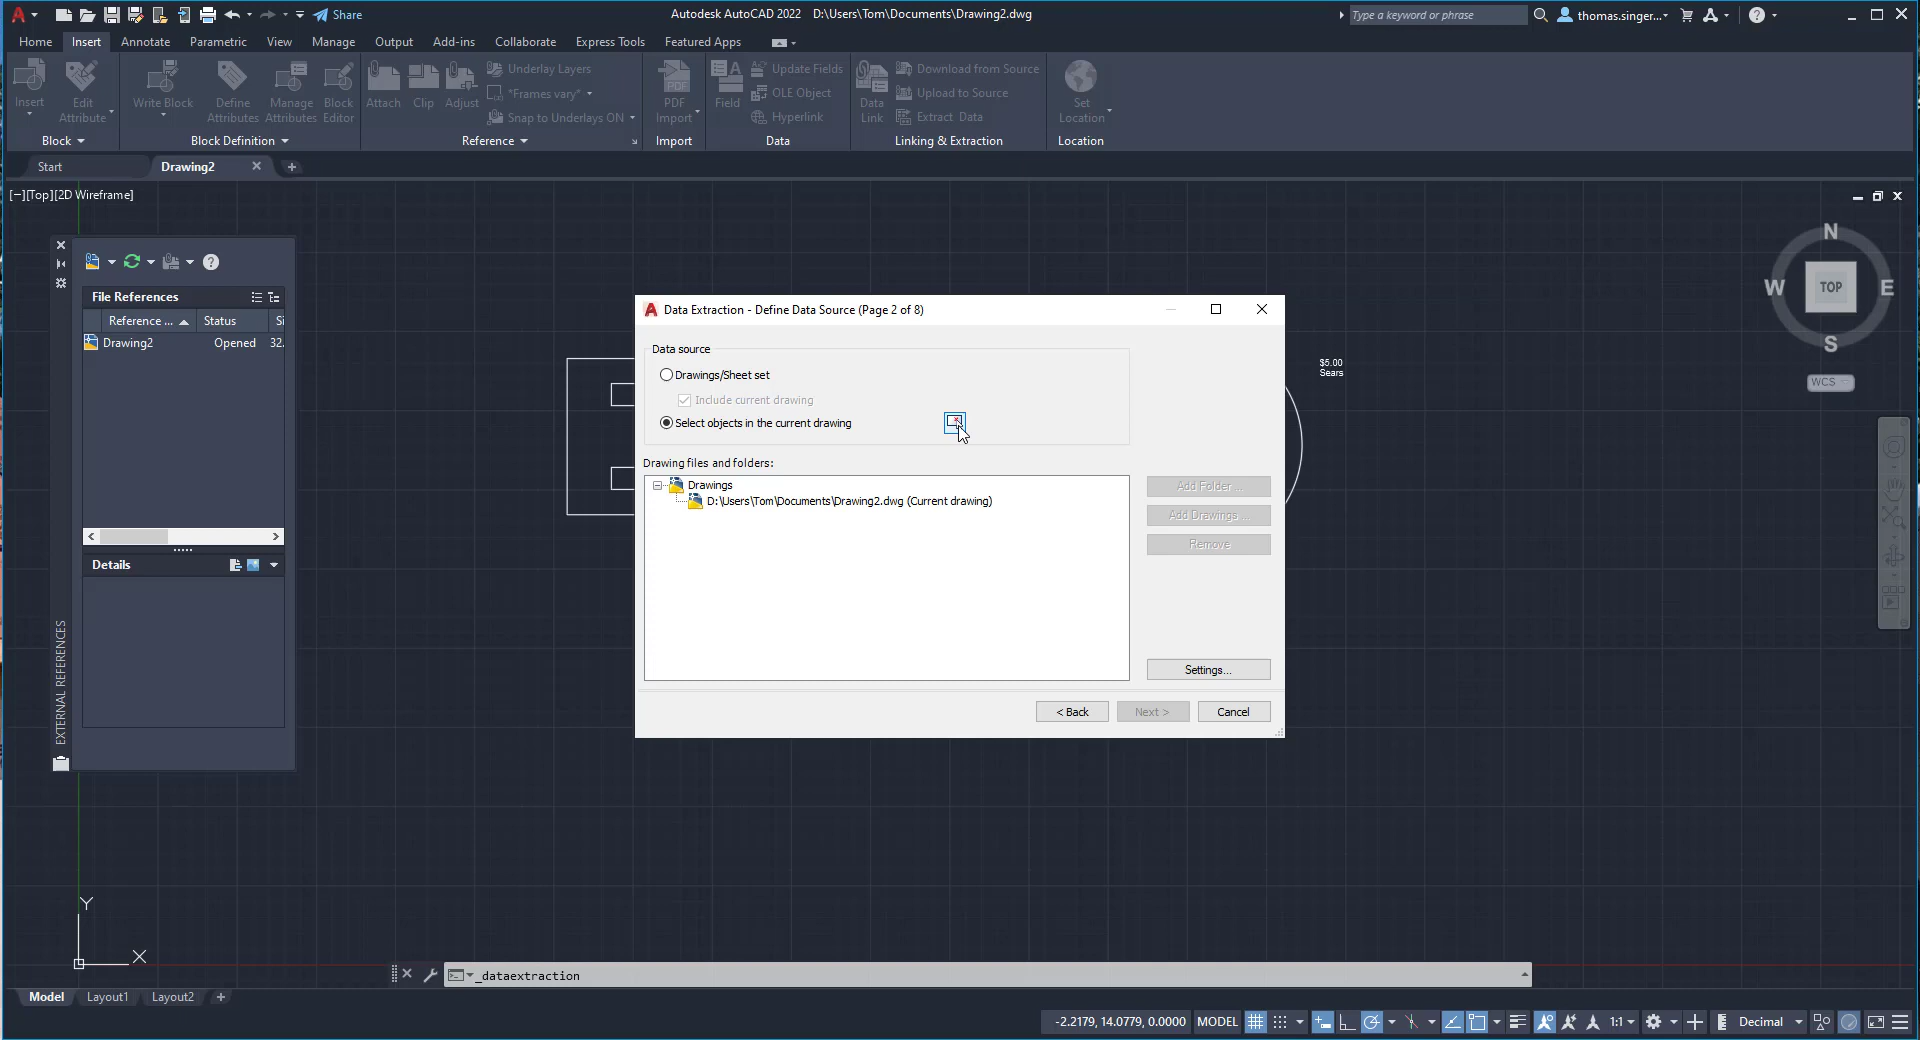 Share
Autodesk AutoCAD 2022 D:\Users\Tom\Documents\Drawing2.dwg
Type a keyword or phrase
thomas.singer...
Home Insert Annotate Parametric View Manage Output Add-ins Collaborate Express Tools Featured Apps
Insert
Edit Attribute
Write Block
Define Attributes
Manage Attributes
Block Editor
Attach
Clip
Adjust
Underlay Layers
*Frames vary*
Snap to Underlays ON
PDF
PDF Import
Field
Update Fields
OLE Object
Hyperlink
Data Link
Download from Source
Upload to Source
Extract Data
Set Location
Block
Block Definition
Reference
Import
Data
Linking & Extraction
Location
Start
Drawing2
[−][Top][2D Wireframe]
N
W TOP E
S
WCS
File References
Reference ... Status Si
Drawing2 Opened 32.
Details
EXTERNAL REFERENCES
Data Extraction - Define Data Source (Page 2 of 8)
Data source
Drawings/Sheet set
Include current drawing
Select objects in the current drawing
Drawing files and folders:
Drawings
D:\Users\Tom\Documents\Drawing2.dwg (Current drawing)
Add Folder ...
Add Drawings ...
Remove
Settings...
< Back
Next >
Cancel
$5.00
Sears
Y
X
_dataextraction
Model Layout1 Layout2
-2.2179, 14.0779, 0.0000 MODEL 1:1 Decimal